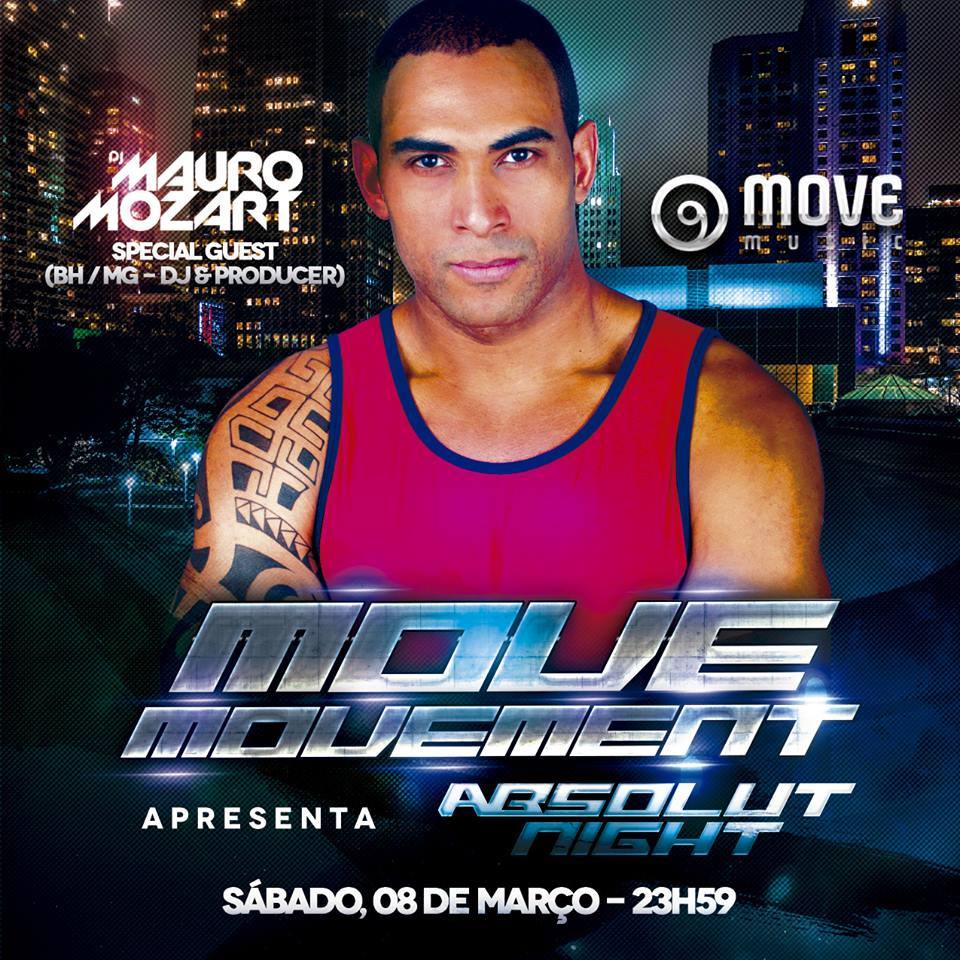 DJ
MAURO
MOZART
SPECIAL GUEST
(BH / MG – DJ & PRODUCER)
MOVE
MUSIC
MOVE
MOVEMENT
APRESENTA
ABSOLUT
NIGHT
SÁBADO, 08 DE MARÇO – 23H59